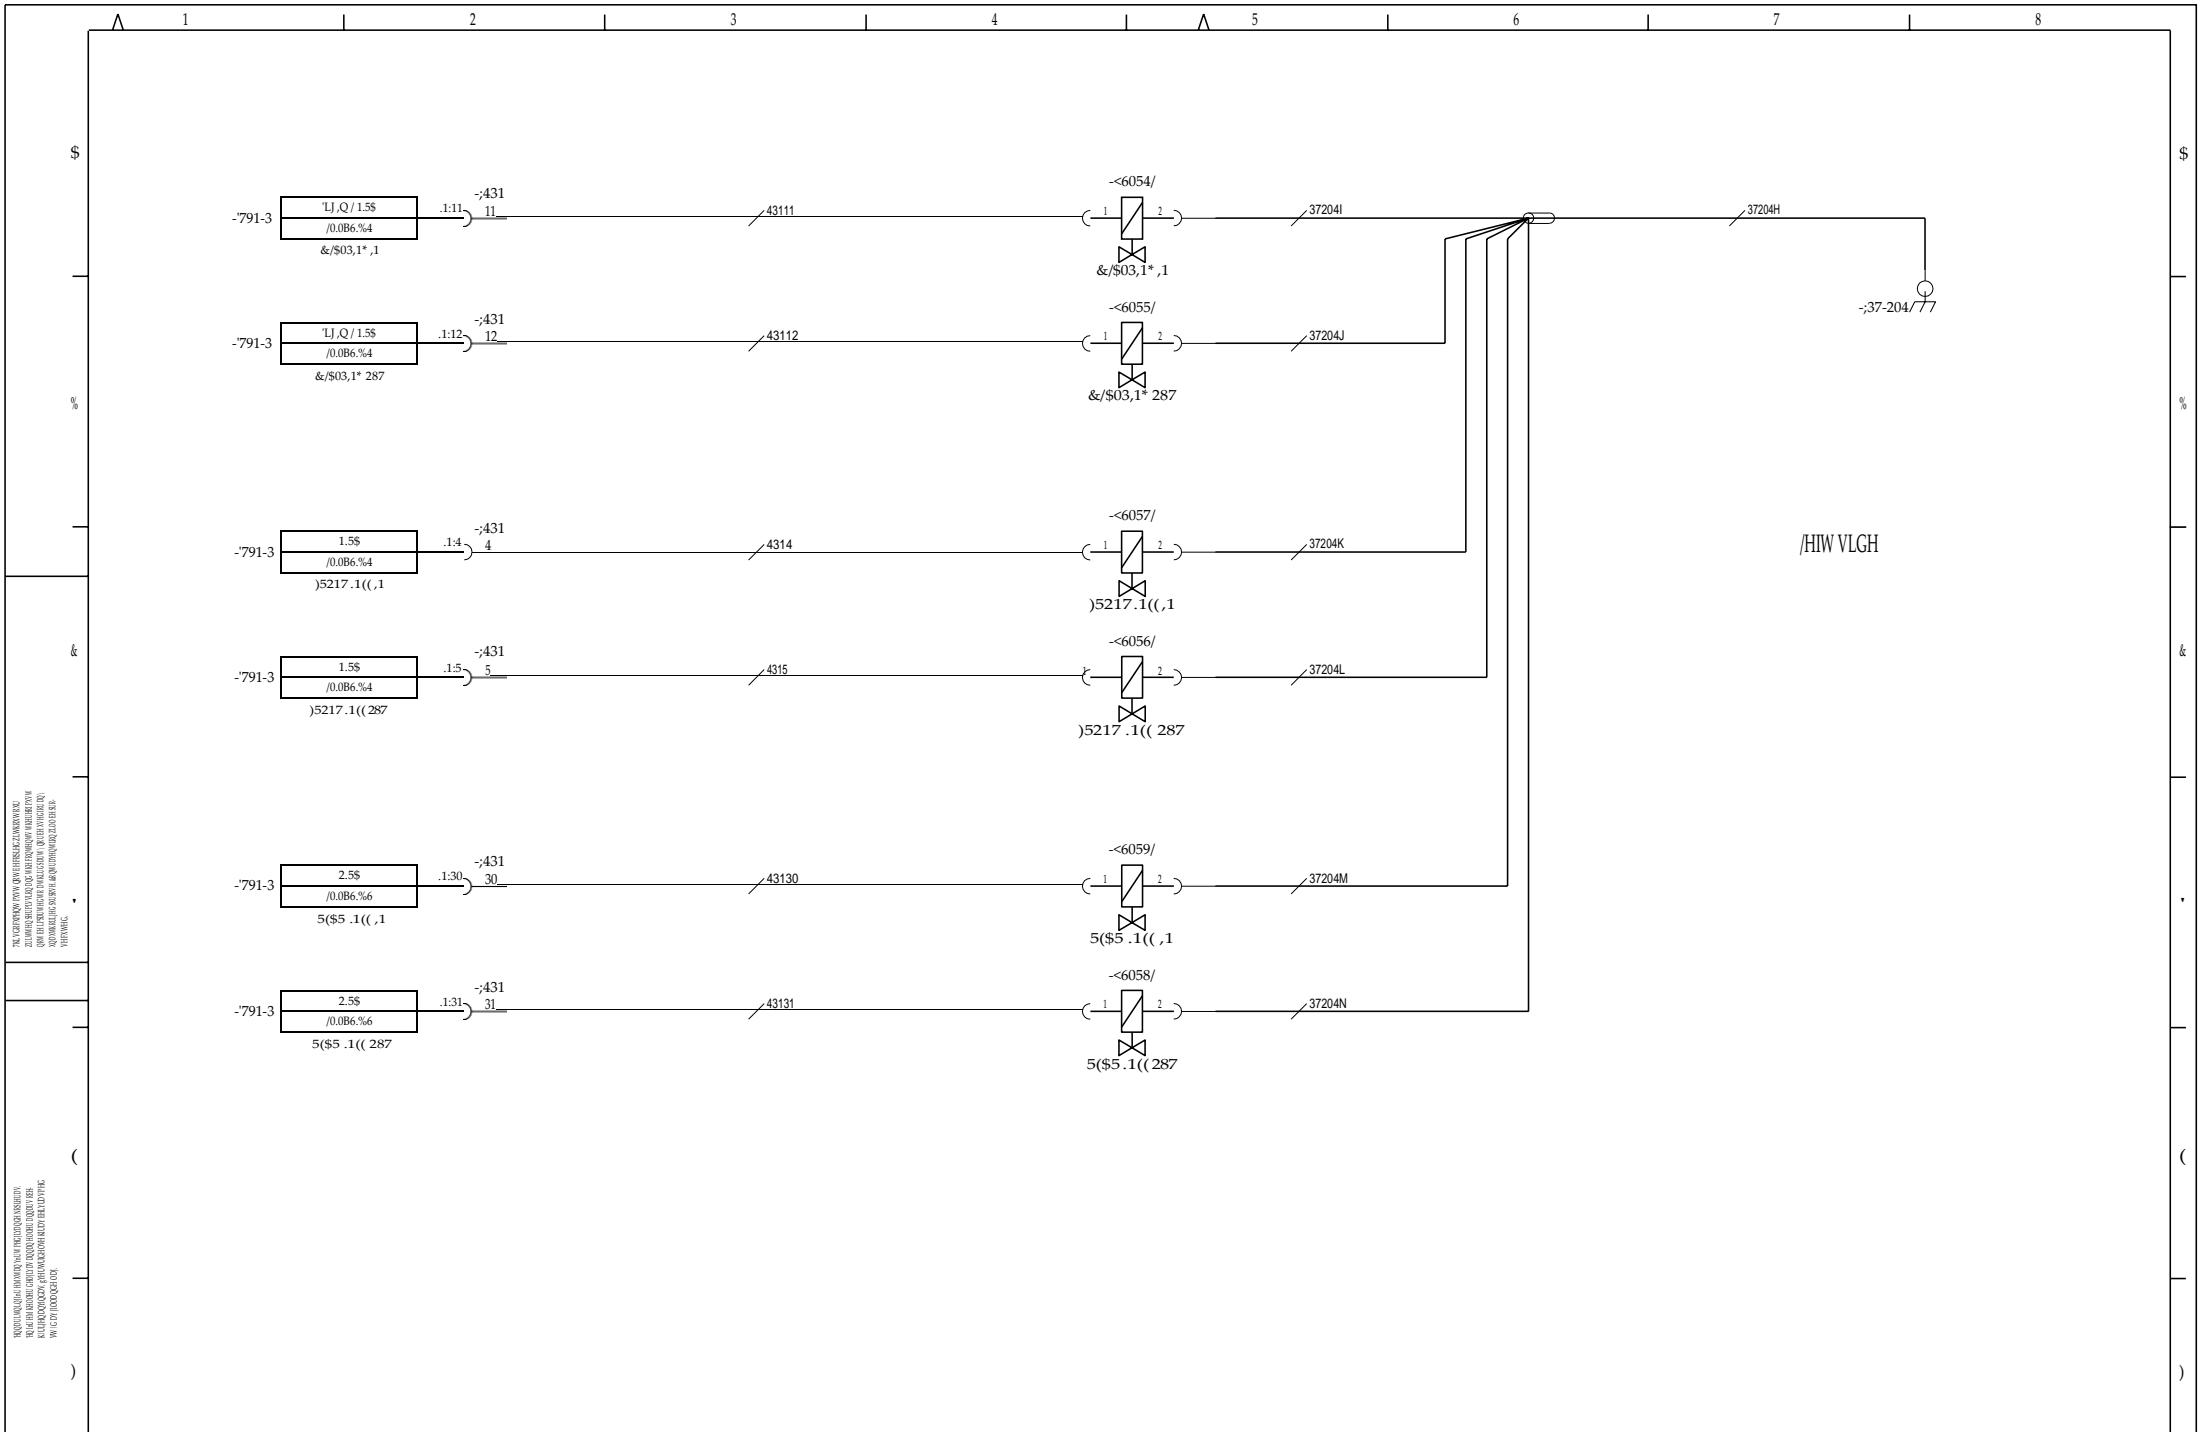 1 2 3 4 5 6 7 8
$ $
-'791-3
'LJ ,Q / 1.5$
/0.0B6.%4
&/$03,1* ,1
.1:11
-;431
11
43111
-<6054/
1 2
&/$03,1* ,1
37204I
37204H
-;37-204/
-'791-3
'LJ ,Q / 1.5$
/0.0B6.%4
&/$03,1* 287
.1:12
-;431
12
43112
-<6055/
1 2
&/$03,1* 287
37204J
% %
-'791-3
1.5$
/0.0B6.%4
)5217 .1(( ,1
.1:4
-;431
4
4314
-<6057/
1 2
)5217 .1(( ,1
37204K
/HIW VLGH
& &
-'791-3
1.5$
/0.0B6.%4
)5217 .1(( 287
.1:5
-;431
5
4315
-<6056/
1 2
)5217 .1(( 287
37204L
-'791-3
2.5$
/0.0B6.%6
5($5 .1(( ,1
.1:30
-;431
30
43130
-<6059/
1 2
5($5 .1(( ,1
37204M
' '
-'791-3
2.5$
/0.0B6.%6
5($5 .1(( 287
.1:31
-;431
31
43131
-<6058/
1 2
5($5 .1(( 287
37204N
( (
) )